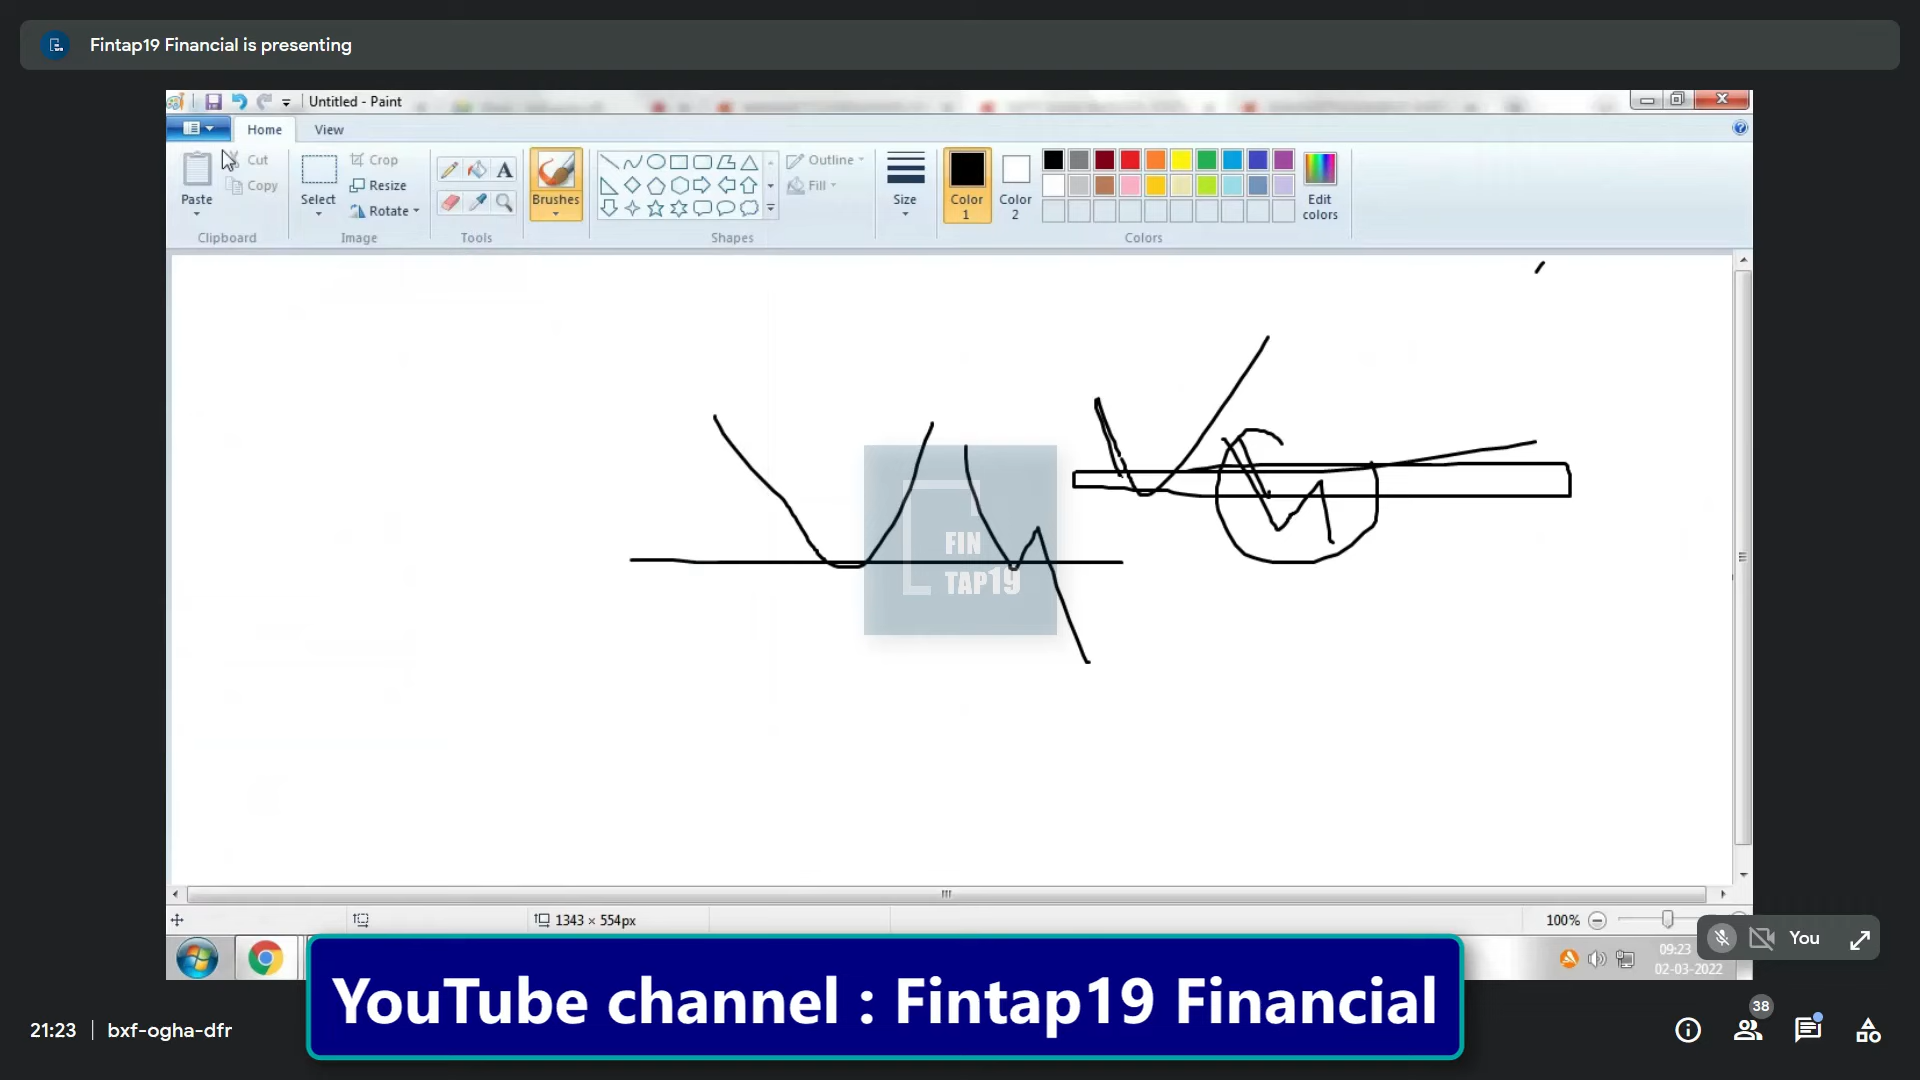 Fintap19 Financial is presenting
Untitled - Paint
Home View
Cut
Copy
Paste
Clipboard
Crop
Resize
Rotate
Select
Image
Tools
Brushes
Shapes
Outline
Fill
Size
Color 1
Color 2
Edit colors
Colors
FIN
TAP19
1343 × 554px
100%
You
09:23
02-03-2022
YouTube channel : Fintap19 Financial
21:23 | bxf-ogha-dfr
38